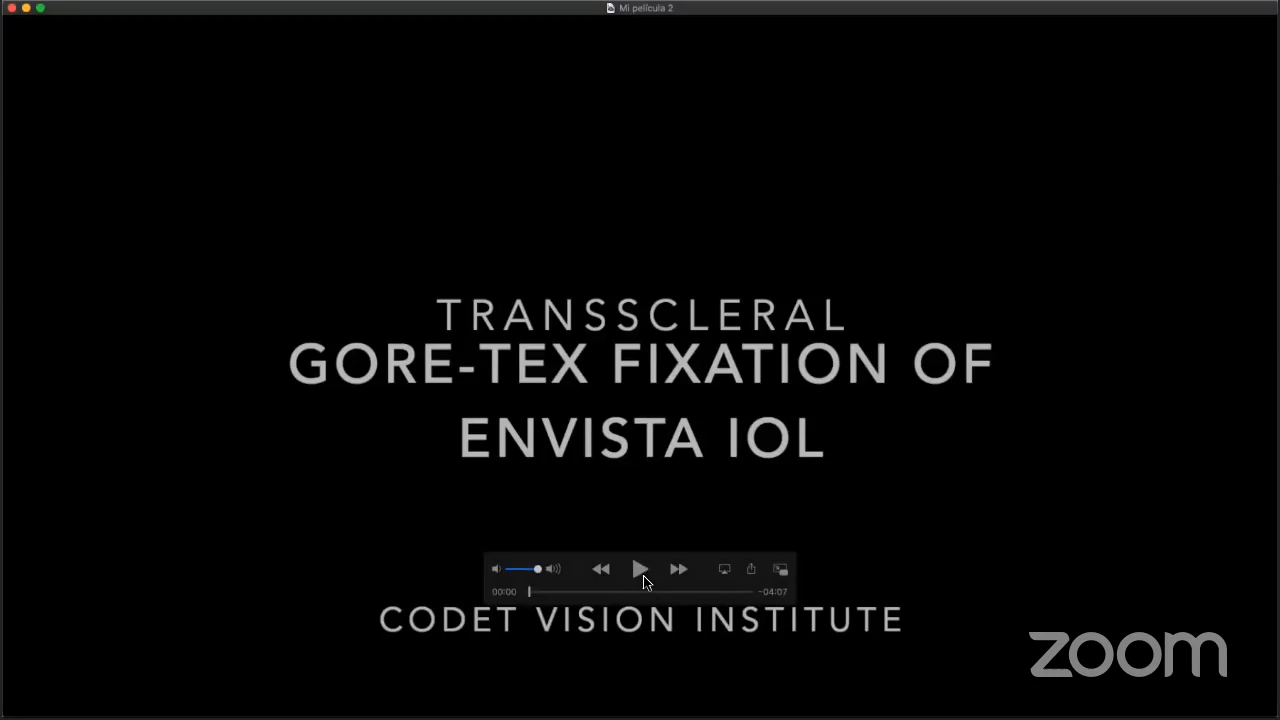 Mi película 2
TRANSSCLERAL
GORE-TEX FIXATION OF
ENVISTA IOL
00:00
-04:07
CODET VISION INSTITUTE
zoom